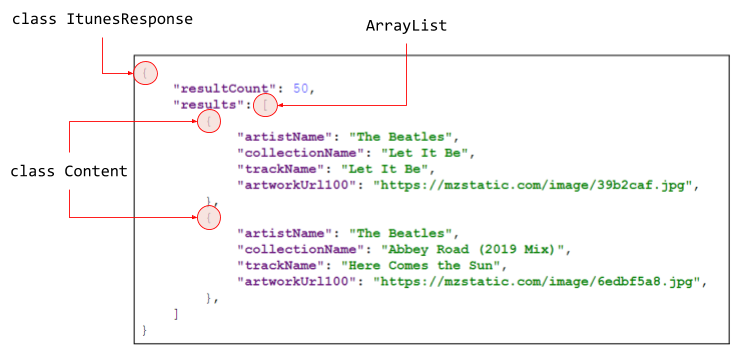 class ItunesResponse
ArrayList
{
"resultCount": 50,
"results": [
{
class Content
"artistName": "The Beatles",
"collectionName": "Let It Be",
"trackName": "Let It Be",
"artworkUrl100": "https://mzstatic.com/image/39b2caf.jpg",
},
{
"artistName": "The Beatles",
"collectionName": "Abbey Road (2019 Mix)",
"trackName": "Here Comes the Sun",
"artworkUrl100": "https://mzstatic.com/image/6edbf5a8.jpg",
},
]
}